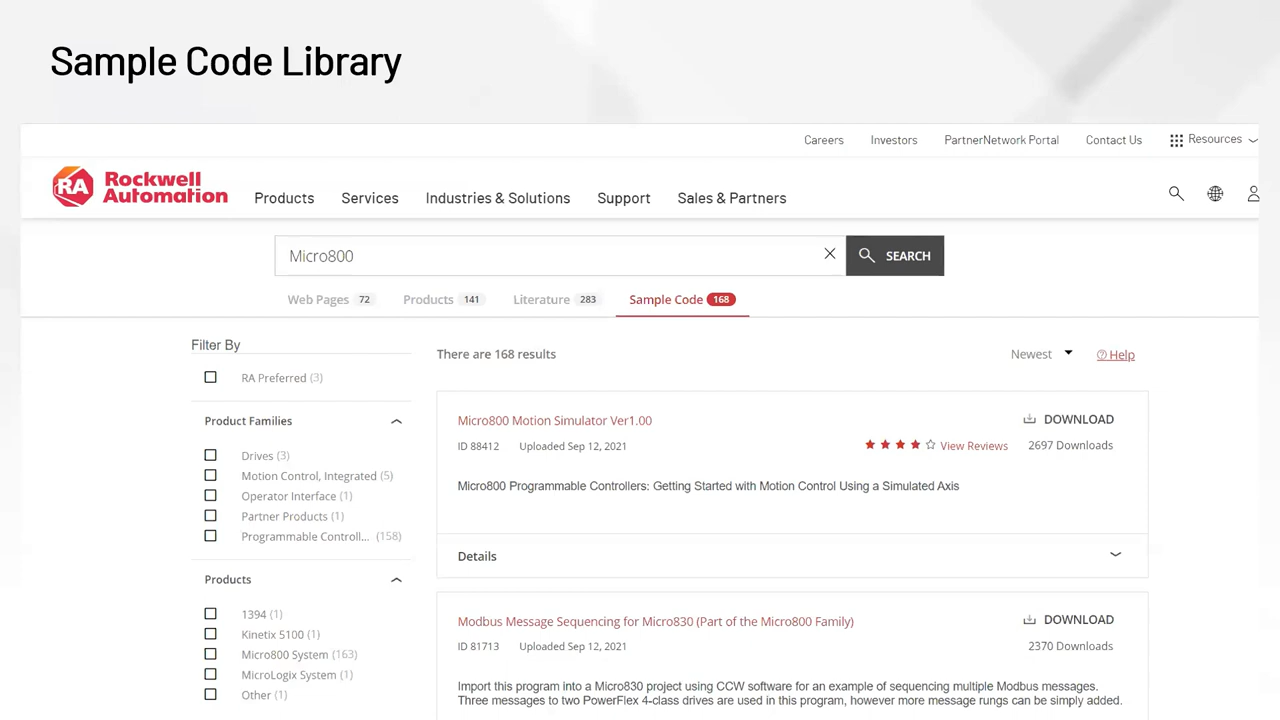 Sample Code Library
Careers Investors PartnerNetwork Portal Contact Us Resources
RA Rockwell Automation
Products Services Industries & Solutions Support Sales & Partners
Micro800 SEARCH
Web Pages 72 Products 141 Literature 283 Sample Code 168
Filter By
There are 168 results Newest Help
RA Preferred (3)
Product Families
Drives (3)
Motion Control, Integrated (5)
Operator Interface (1)
Partner Products (1)
Programmable Controll... (158)
Products
1394 (1)
Kinetix 5100 (1)
Micro800 System (163)
MicroLogix System (1)
Other (1)
Micro800 Motion Simulator Ver1.00 DOWNLOAD
ID 88412 Uploaded Sep 12, 2021 View Reviews 2697 Downloads
Micro800 Programmable Controllers: Getting Started with Motion Control Using a Simulated Axis
Details
Modbus Message Sequencing for Micro830 (Part of the Micro800 Family) DOWNLOAD
ID 81713 Uploaded Sep 12, 2021 2370 Downloads
Import this program into a Micro830 project using CCW software for an example of sequencing multiple Modbus messages.
Three messages to two PowerFlex 4-class drives are used in this program, however more message rungs can be simply added.